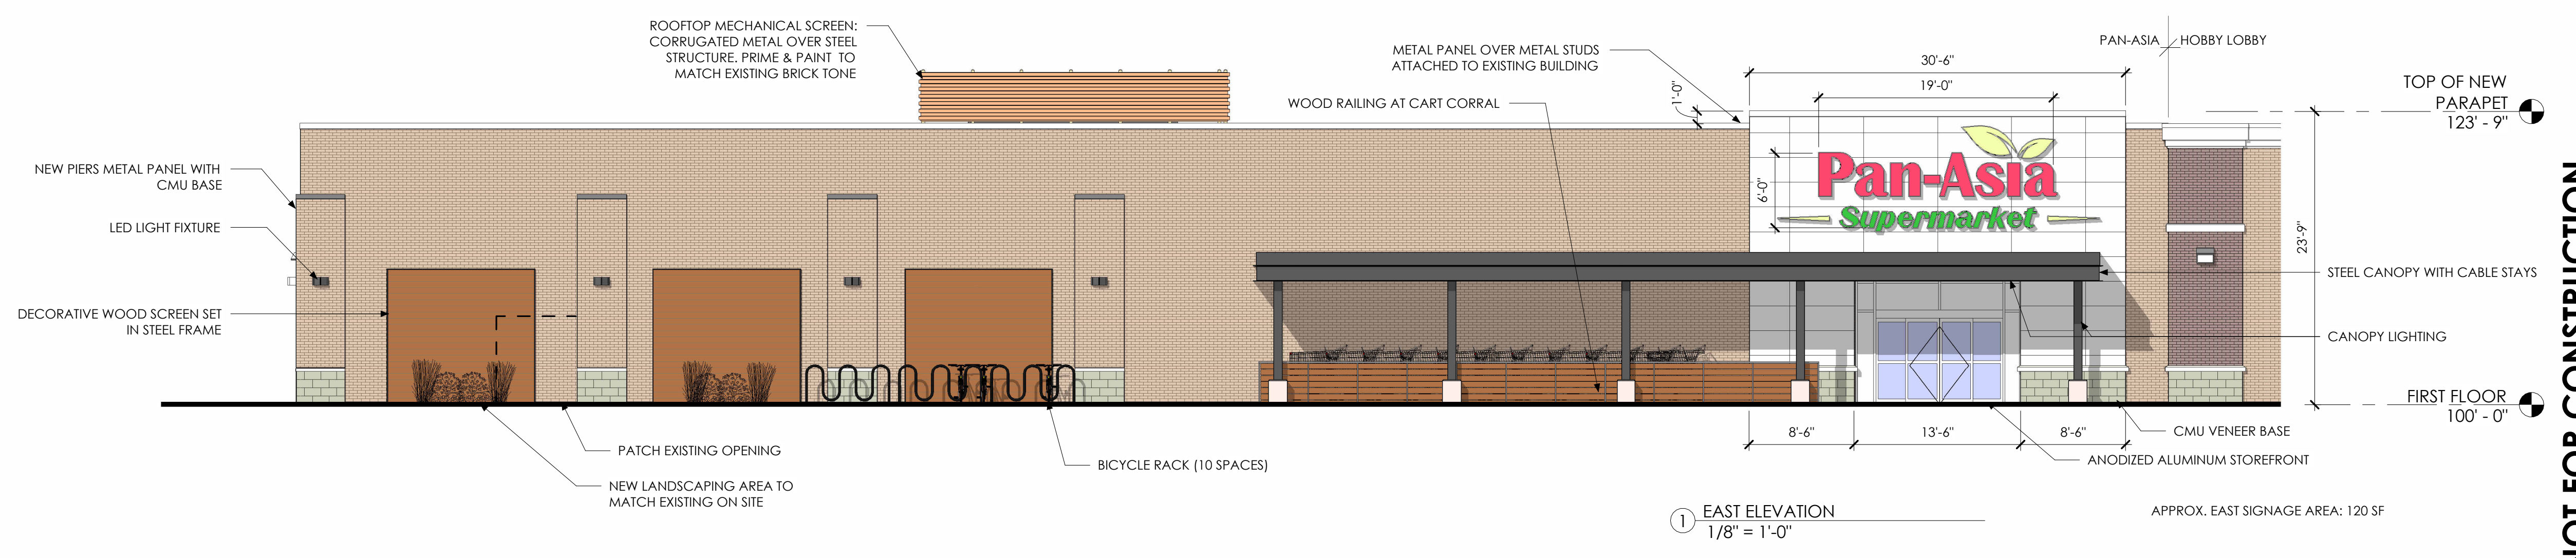 ROOFTOP MECHANICAL SCREEN:
CORRUGATED METAL OVER STEEL
STRUCTURE. PRIME & PAINT TO
MATCH EXISTING BRICK TONE
METAL PANEL OVER METAL STUDS
ATTACHED TO EXISTING BUILDING
WOOD RAILING AT CART CORRAL
1'-0"
30'-6"
19'-0"
PAN-ASIA
HOBBY LOBBY
TOP OF NEW
PARAPET
123' - 9"
NEW PIERS METAL PANEL WITH
CMU BASE
LED LIGHT FIXTURE
DECORATIVE WOOD SCREEN SET
IN STEEL FRAME
6'-0"
Pan-Asia
Supermarket
23'-9"
STEEL CANOPY WITH CABLE STAYS
CANOPY LIGHTING
FIRST FLOOR
100' - 0"
8'-6"
13'-6"
8'-6"
CMU VENEER BASE
ANODIZED ALUMINUM STOREFRONT
PATCH EXISTING OPENING
BICYCLE RACK (10 SPACES)
NEW LANDSCAPING AREA TO
MATCH EXISTING ON SITE
1
EAST ELEVATION
1/8" = 1'-0"
APPROX. EAST SIGNAGE AREA: 120 SF
FOR CONSTRUCTION